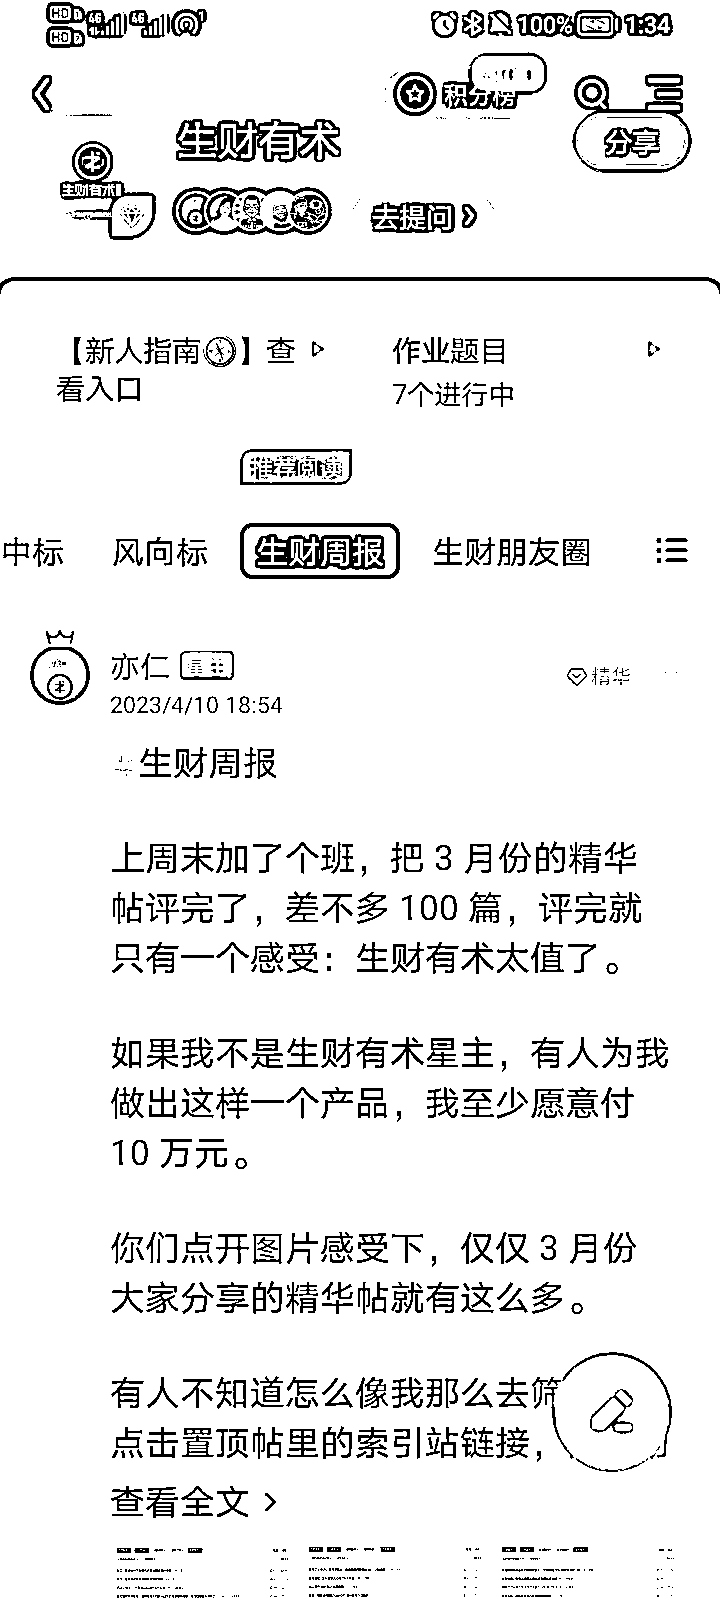 100% 1:34
积分榜
生财有术
分享
生财有术
去提问
【新人指南🧭】查
看入口
作业题目
7个进行中
推荐阅读
中标 风向标 生财周报 生财朋友圈
亦仁 星主
精华
2023/4/10 18:54
#生财周报
上周末加了个班，把 3 月份的精华
帖评完了，差不多 100 篇，评完就
只有一个感受：生财有术太值了。
如果我不是生财有术星主，有人为我
做出这样一个产品，我至少愿意付
10 万元。
你们点开图片感受下，仅仅 3 月份
大家分享的精华帖就有这么多。
有人不知道怎么像我那么去筛
点击置顶帖里的索引站链接，
查看全文